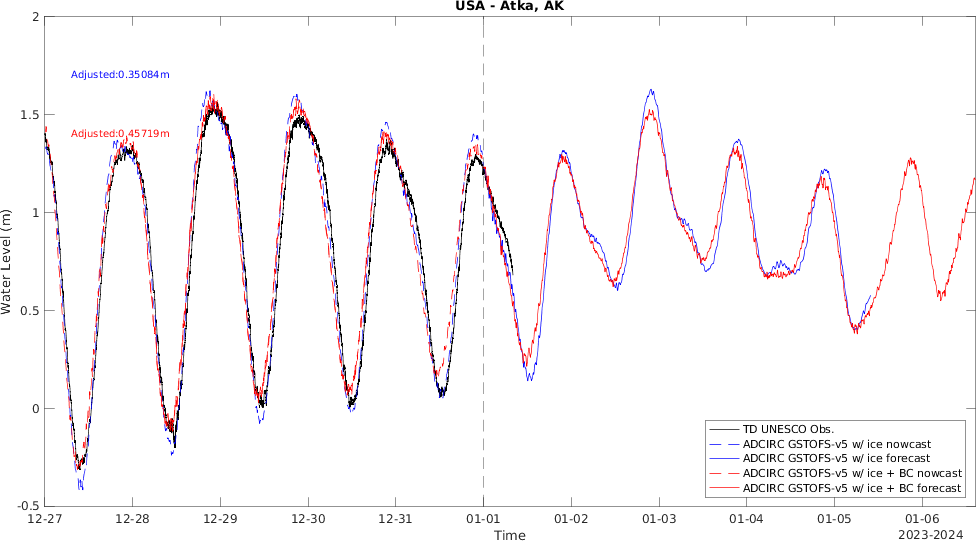 USA - Atka, AK
2
1.5
1
0.5
0
-0.5
Water Level (m)
Adjusted:0.35084m
Adjusted:0.45719m
TD UNESCO Obs.
ADCIRC GSTOFS-v5 w/ ice nowcast
ADCIRC GSTOFS-v5 w/ ice forecast
ADCIRC GSTOFS-v5 w/ ice + BC nowcast
ADCIRC GSTOFS-v5 w/ ice + BC forecast
12-27 12-28 12-29 12-30 12-31 01-01 01-02 01-03 01-04 01-05 01-06
Time
2023-2024